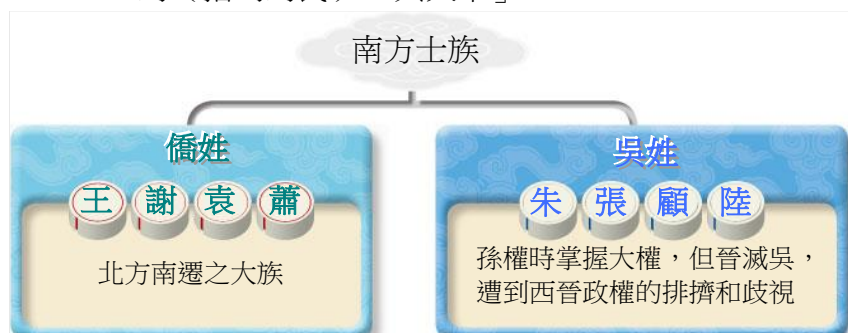 南方士族
僑姓
王 謝 袁 蕭
北方南遷之大族
吳姓
朱 張 顧 陸
孫權時掌握大權，但晉滅吳，
遭到西晉政權的排擠和歧視